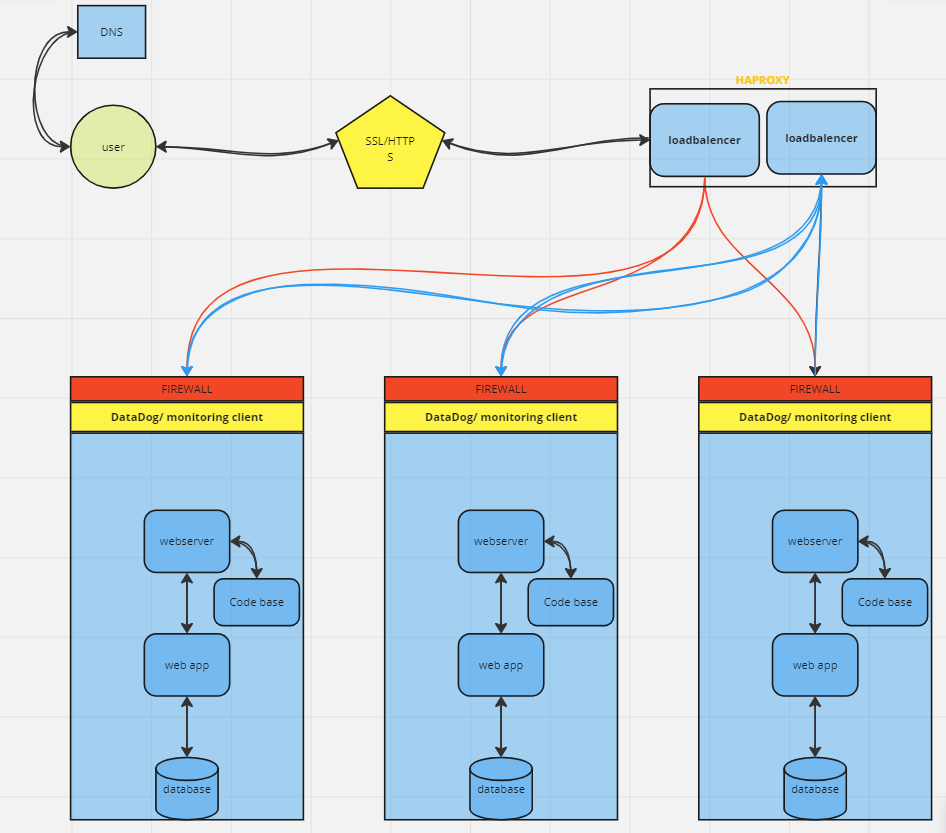 DNS
HAPROXY
user
SSL/HTTP
S
loadbalencer
loadbalencer
FIREWALL
FIREWALL
FIREWALL
DataDog/ monitoring client
DataDog/ monitoring client
DataDog/ monitoring client
webserver
webserver
webserver
Code base
Code base
Code base
web app
web app
web app
database
database
database